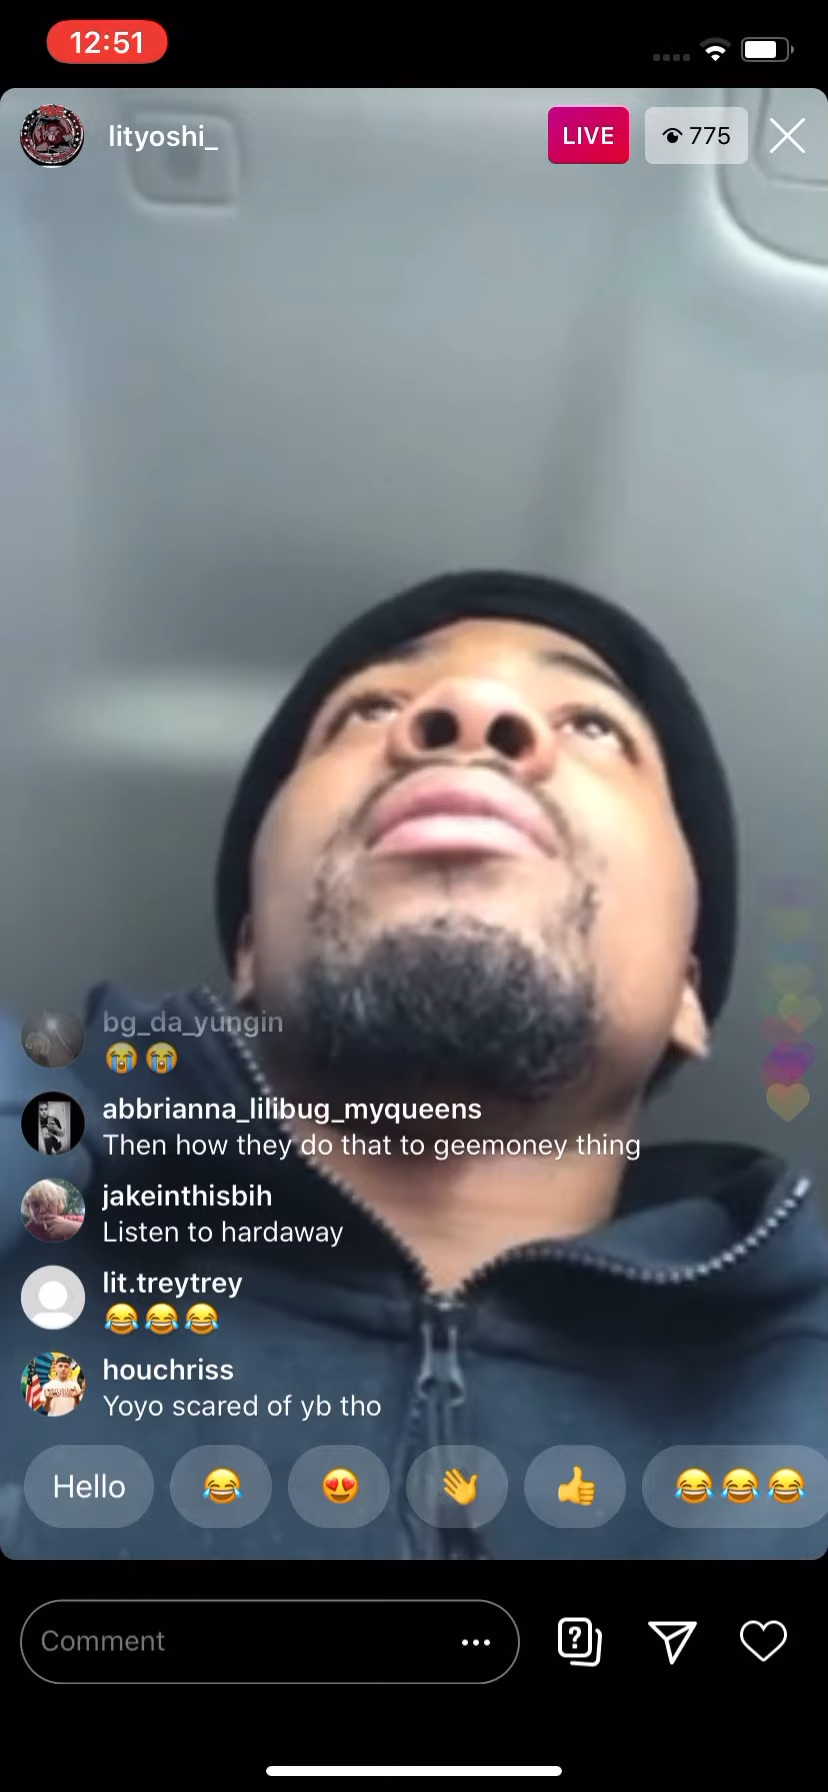 12:51
lityoshi_
LIVE
775
bg_da_yungin
😭😭
abbrianna_lilibug_myqueens
Then how they do that to geemoney thing
jakeinthisbih
Listen to hardaway
lit.treytrey
😂😂😂
houchriss
Yoyo scared of yb tho
Hello 😂 😍 👋 👍 😂😂😂
Comment